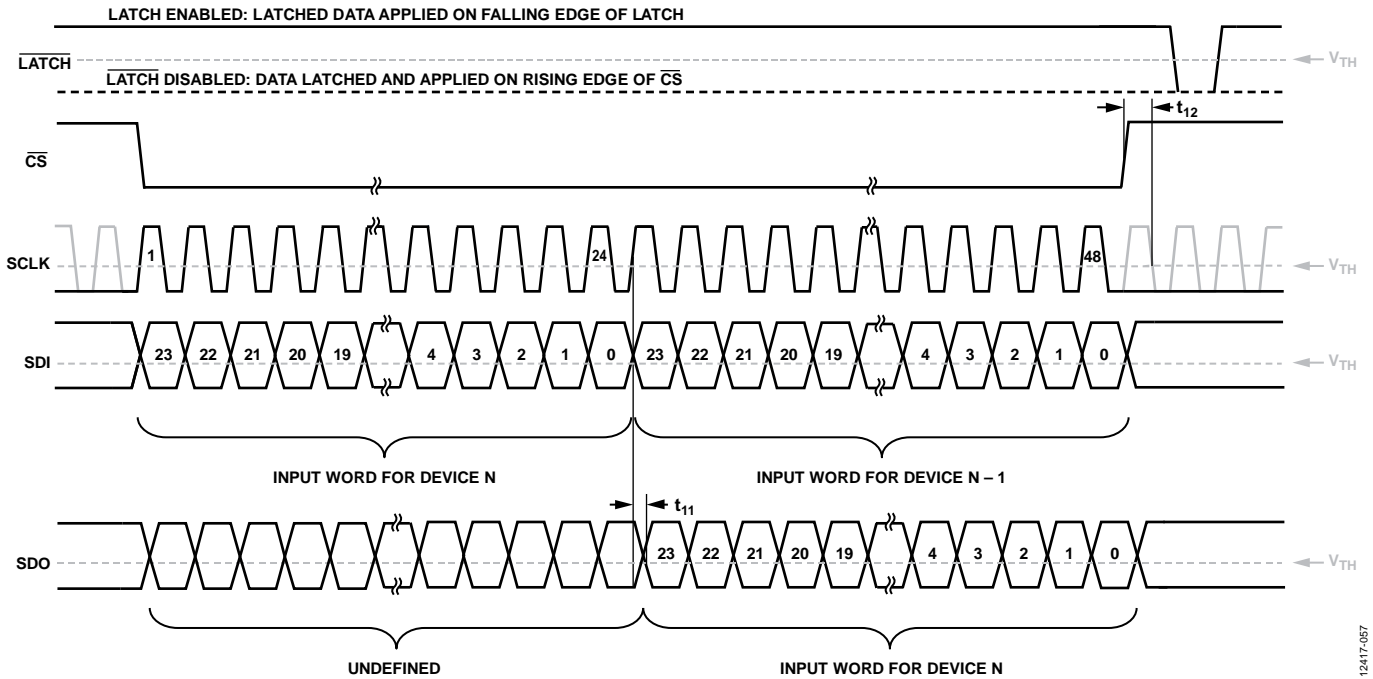 LATCH ENABLED: LATCHED DATA APPLIED ON FALLING EDGE OF LATCH
LATCH VTH
LATCH DISABLED: DATA LATCHED AND APPLIED ON RISING EDGE OF CS
t12
CS
1 24 48
SCLK VTH
SDI 23 22 21 20 19 4 3 2 1 0 23 22 21 20 19 4 3 2 1 0 VTH
INPUT WORD FOR DEVICE N INPUT WORD FOR DEVICE N – 1
t11
SDO 23 22 21 20 19 4 3 2 1 0 VTH
UNDEFINED INPUT WORD FOR DEVICE N
12417-057